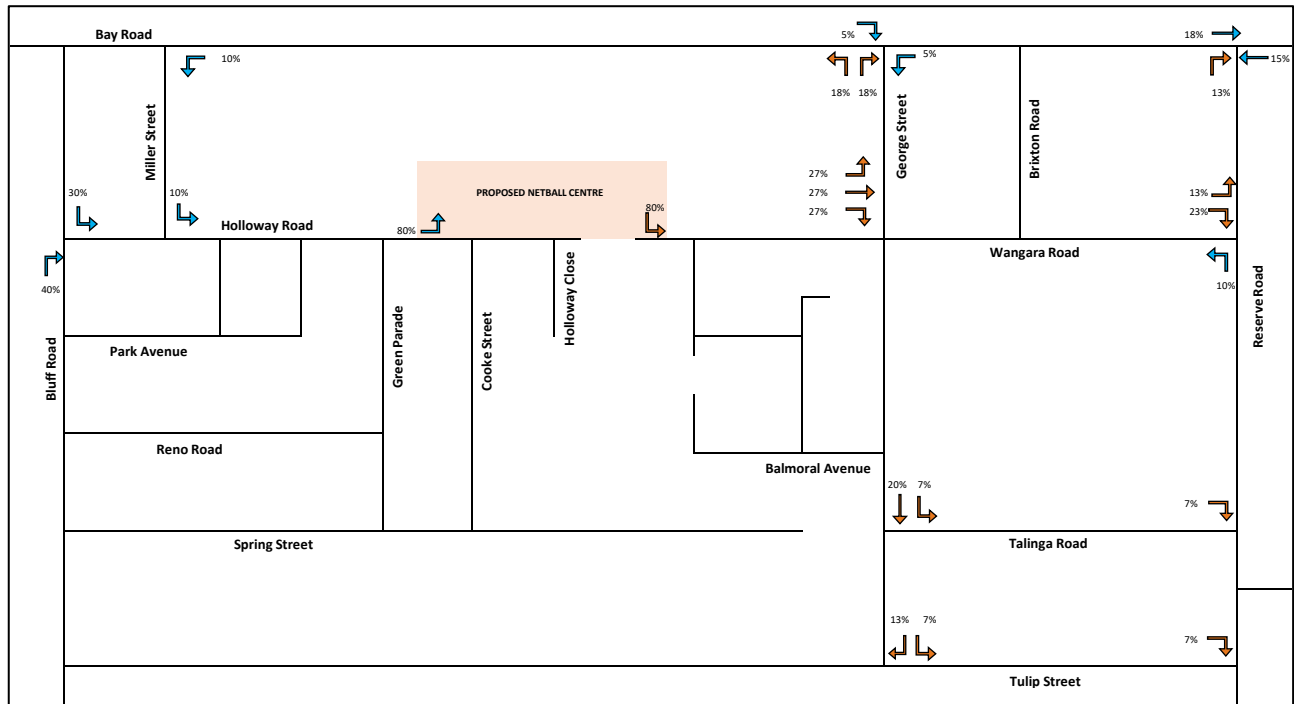 Bay Road
5%
18%
10%
5%
15%
18% 18%
13%
Miller Street
George Street
Brixton Road
30%
10%
PROPOSED NETBALL CENTRE
27%
27%
27%
13%
23%
80%
80%
Holloway Road
Wangara Road
40%
10%
Bluff Road
Park Avenue
Green Parade
Cooke Street
Holloway Close
Reserve Road
Reno Road
Balmoral Avenue
20% 7%
7%
Spring Street
Talinga Road
13% 7%
7%
Tulip Street